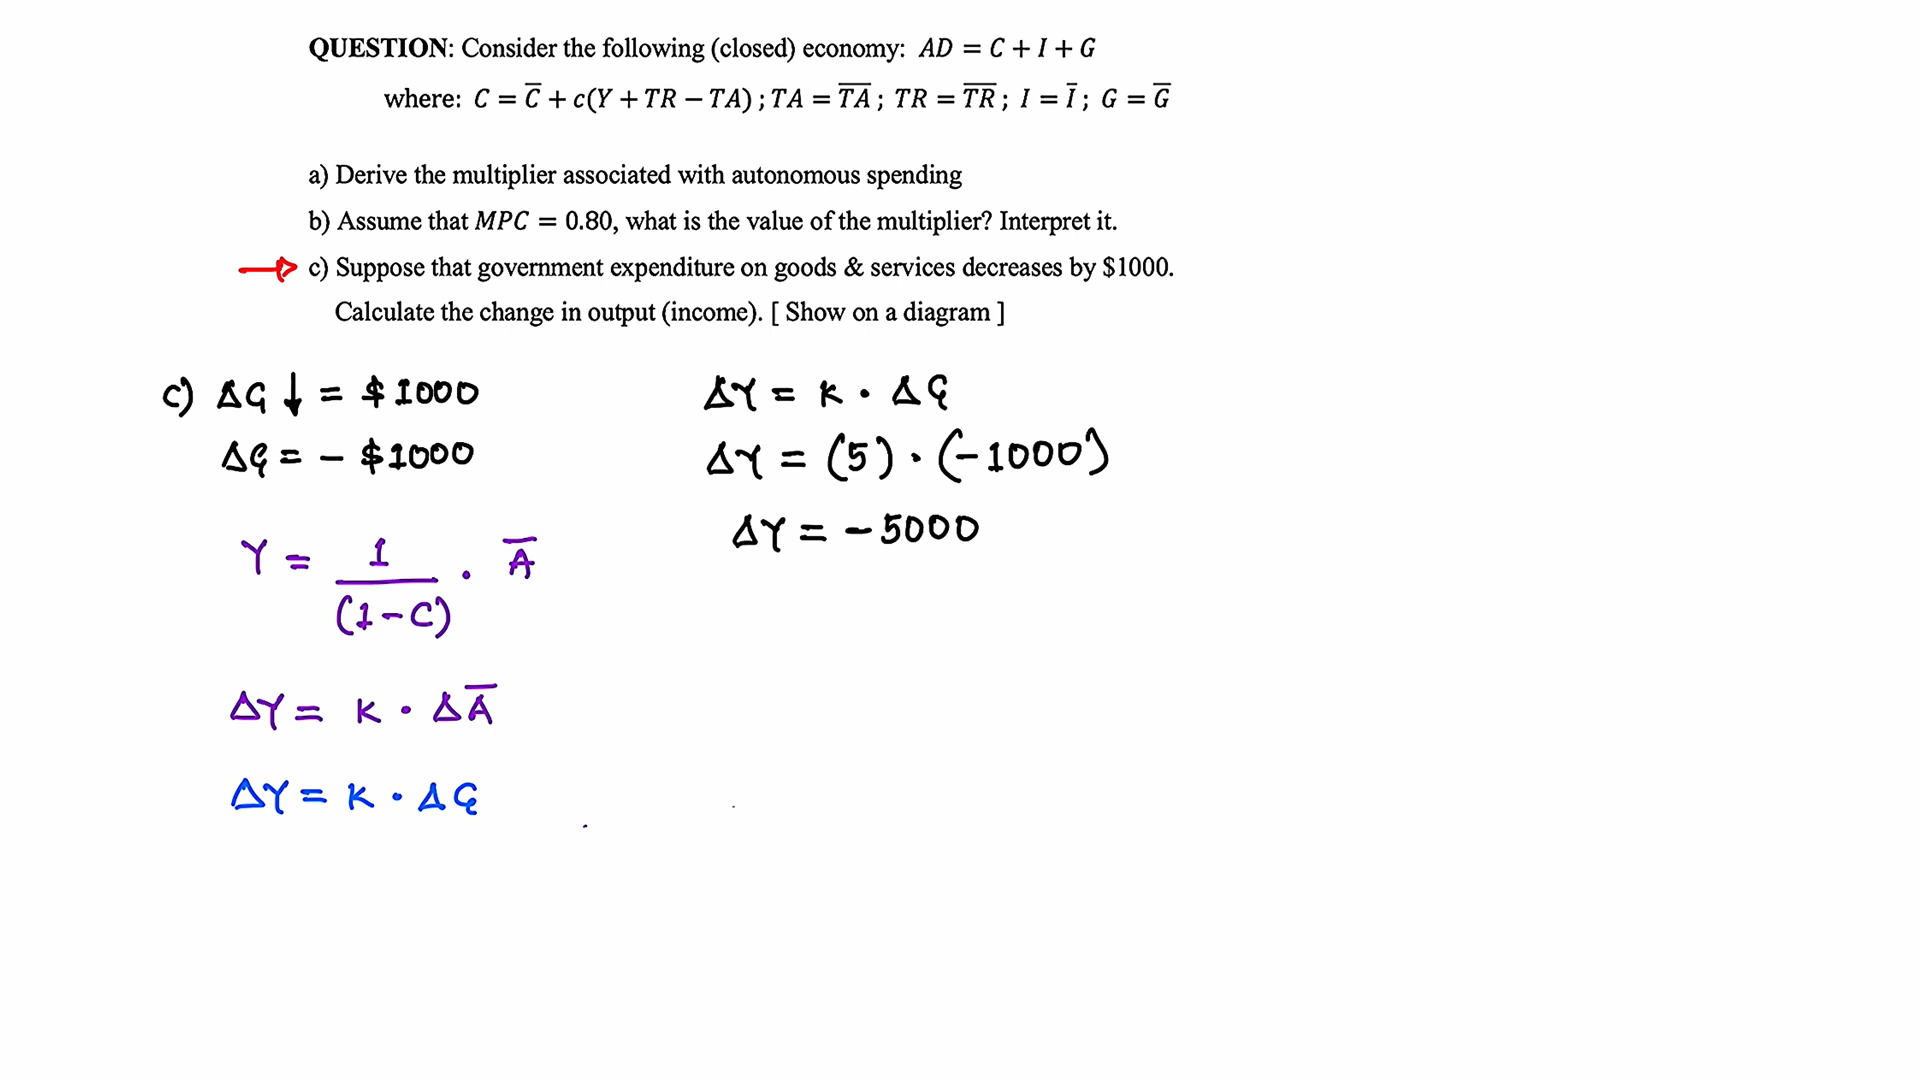 QUESTION: Consider the following (closed) economy: AD = C + I + G
where: C = C̅ + c(Y + TR − TA) ; TA = T̅A̅ ; TR = T̅R̅ ; I = I̅ ; G = G̅
a) Derive the multiplier associated with autonomous spending
b) Assume that MPC = 0.80, what is the value of the multiplier? Interpret it.
c) Suppose that government expenditure on goods & services decreases by $1000.
Calculate the change in output (income). [ Show on a diagram ]
c) ΔG ↓ = $1000
ΔG = − $1000
Y = 1 / (1−C) · A̅
ΔY = K · ΔA̅
ΔY = K · ΔG
ΔY = K · ΔG
ΔY = (5) · (−1000)
ΔY = −5000